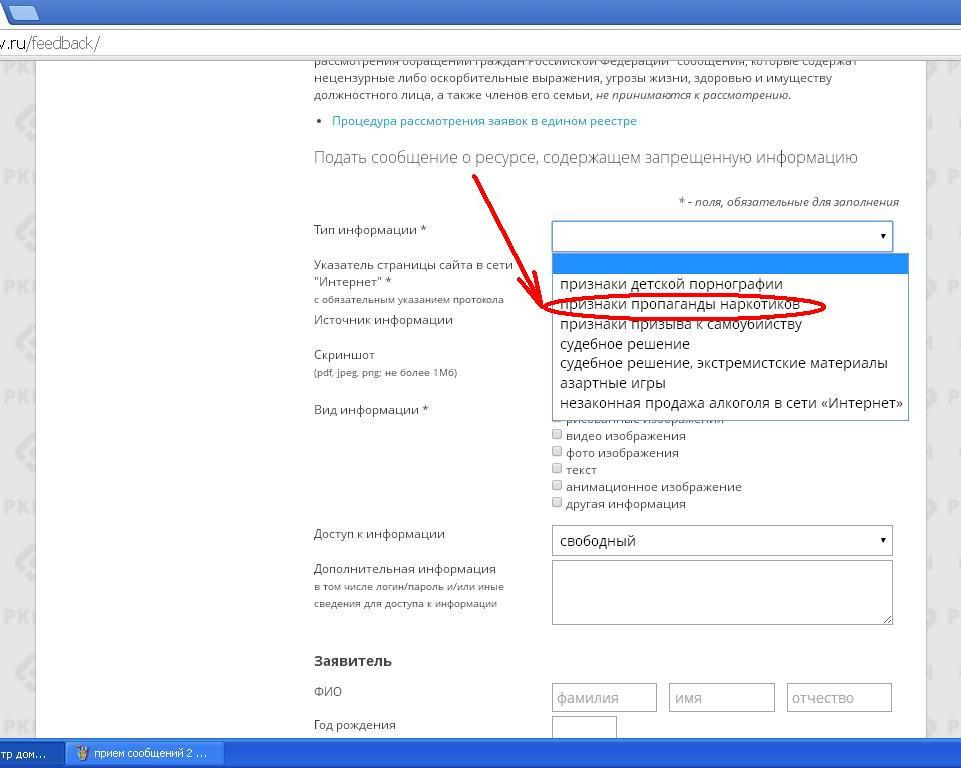 v.ru/feedback/
рассмотрения обращений граждан Российской Федерации" сообщения, которые содержат
нецензурные либо оскорбительные выражения, угрозы жизни, здоровью и имуществу
должностного лица, а также членов его семьи, не принимаются к рассмотрению.
Процедура рассмотрения заявок в едином реестре
Подать сообщение о ресурсе, содержащем запрещенную информацию
* - поля, обязательные для заполнения
Тип информации *
Указатель страницы сайта в сети
"Интернет" *
с обязательным указанием протокола
признаки детской порнографии
признаки пропаганды наркотиков
признаки призыва к самоубийству
судебное решение
судебное решение, экстремистские материалы
азартные игры
незаконная продажа алкоголя в сети «Интернет»
Источник информации
Скриншот
(pdf, jpeg, png; не более 1Мб)
Вид информации *
рисованные изображения
видео изображения
фото изображения
текст
анимационное изображение
другая информация
Доступ к информации
свободный
Дополнительная информация
в том числе логин/пароль и/или иные
сведения для доступа к информации
Заявитель
ФИО
фамилия
имя
отчество
Год рождения
тр дом...
прием сообщений 2 ...